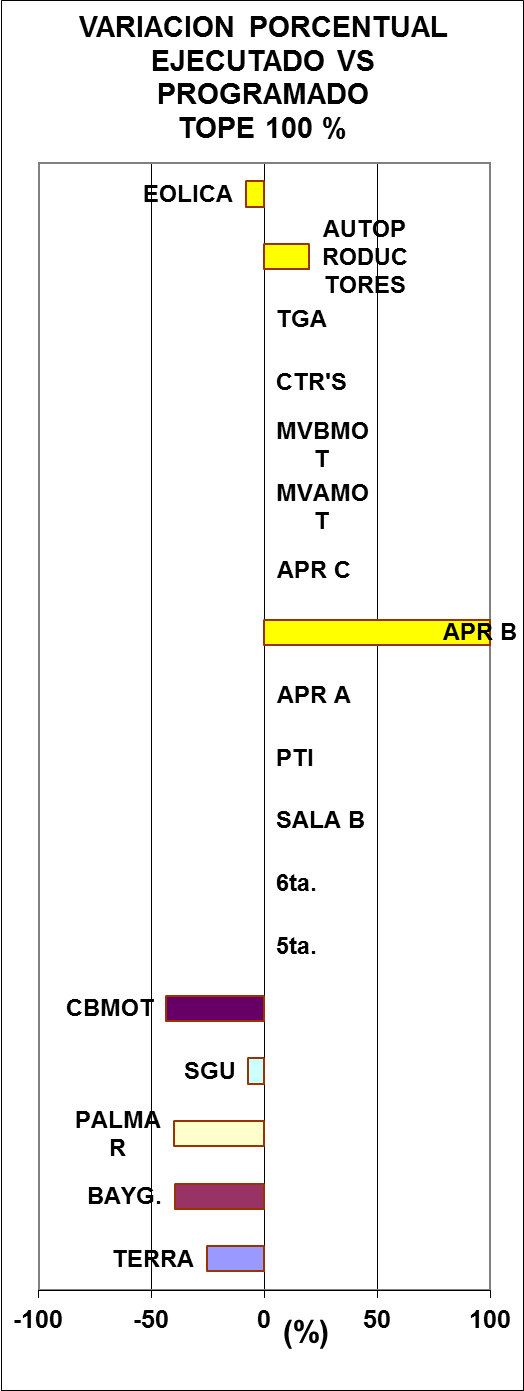 VARIACION PORCENTUAL
EJECUTADO VS
PROGRAMADO
TOPE 100 %
EOLICA
AUTOP
RODUC
TORES
TGA
CTR'S
MVBMO
T
MVAMO
T
APR C
APR B
APR A
PTI
SALA B
6ta.
5ta.
CBMOT
SGU
PALMA
R
BAYG.
TERRA
-100 -50 0 50 100
(%)